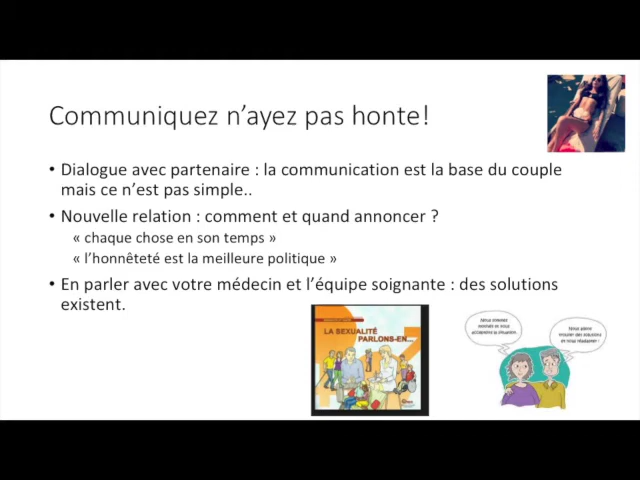 Communiquez n’ayez pas honte!
• Dialogue avec partenaire : la communication est la base du couple
mais ce n’est pas simple..
• Nouvelle relation : comment et quand annoncer ?
« chaque chose en son temps »
« l’honnêteté est la meilleure politique »
• En parler avec votre médecin et l’équipe soignante : des solutions
existent.
LA SEXUALITÉ
PARLONS-EN...